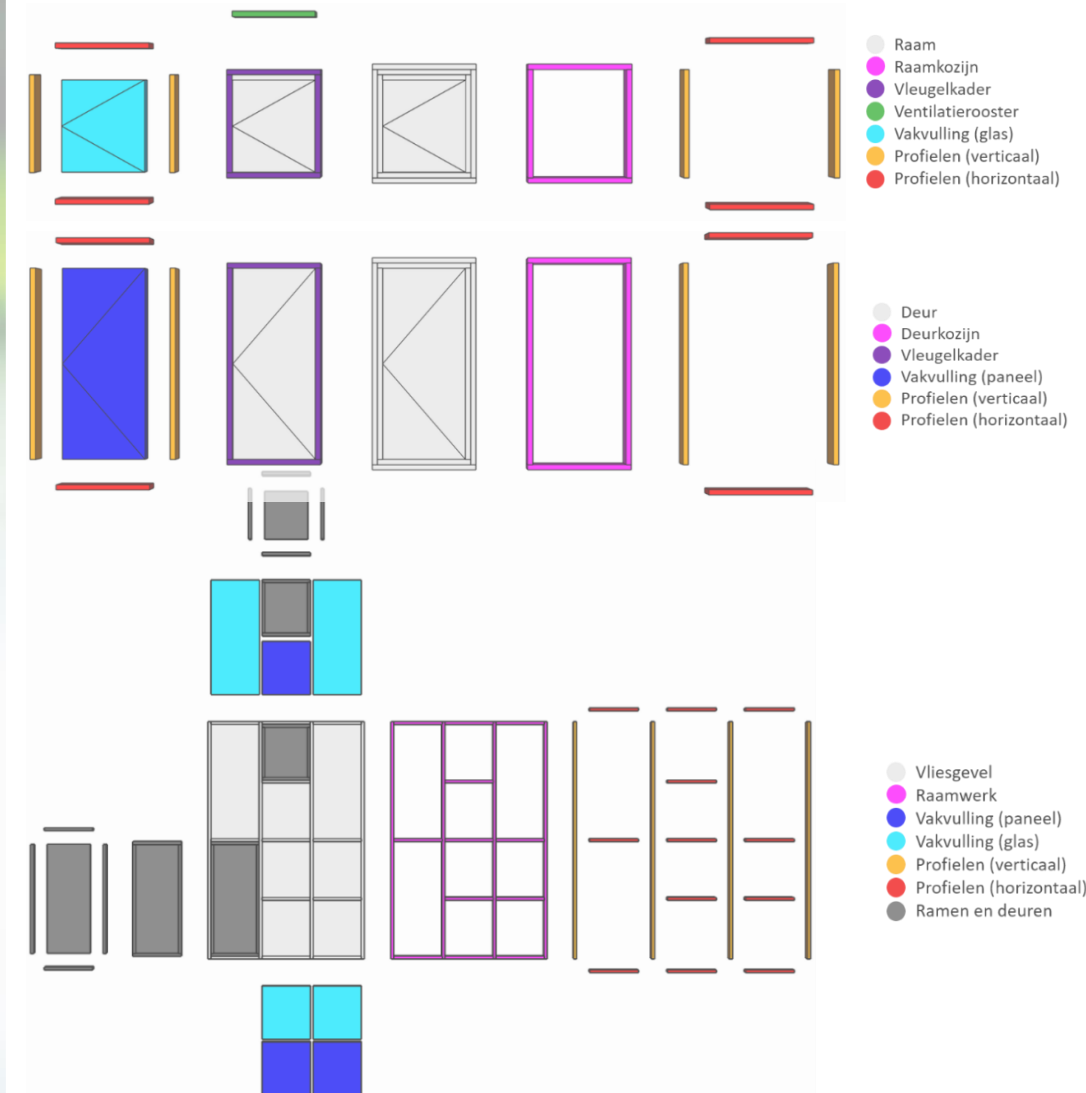 Raam
Raamkozijn
Vleugelkader
Ventilatierooster
Vakvulling (glas)
Profielen (verticaal)
Profielen (horizontaal)
Deur
Deurkozijn
Vleugelkader
Vakvulling (paneel)
Profielen (verticaal)
Profielen (horizontaal)
Vliesgevel
Raamwerk
Vakvulling (paneel)
Vakvulling (glas)
Profielen (verticaal)
Profielen (horizontaal)
Ramen en deuren